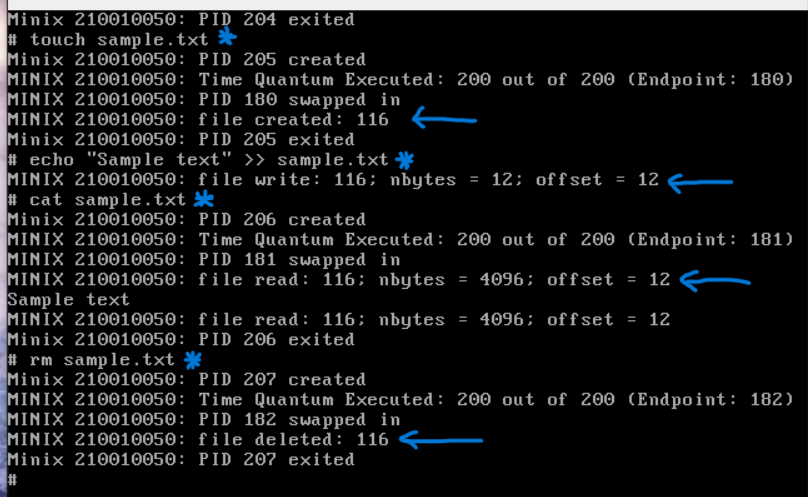 Minix 210010050: PID 204 exited
# touch sample.txt
Minix 210010050: PID 205 created
MINIX 210010050: Time Quantum Executed: 200 out of 200 (Endpoint: 180)
MINIX 210010050: PID 180 swapped in
MINIX 210010050: file created: 116
Minix 210010050: PID 205 exited
# echo "Sample text" >> sample.txt
MINIX 210010050: file write: 116; nbytes = 12; offset = 12
# cat sample.txt
Minix 210010050: PID 206 created
MINIX 210010050: Time Quantum Executed: 200 out of 200 (Endpoint: 181)
MINIX 210010050: PID 181 swapped in
MINIX 210010050: file read: 116; nbytes = 4096; offset = 12
Sample text
MINIX 210010050: file read: 116; nbytes = 4096; offset = 12
Minix 210010050: PID 206 exited
# rm sample.txt
Minix 210010050: PID 207 created
MINIX 210010050: Time Quantum Executed: 200 out of 200 (Endpoint: 182)
MINIX 210010050: PID 182 swapped in
MINIX 210010050: file deleted: 116
Minix 210010050: PID 207 exited
#